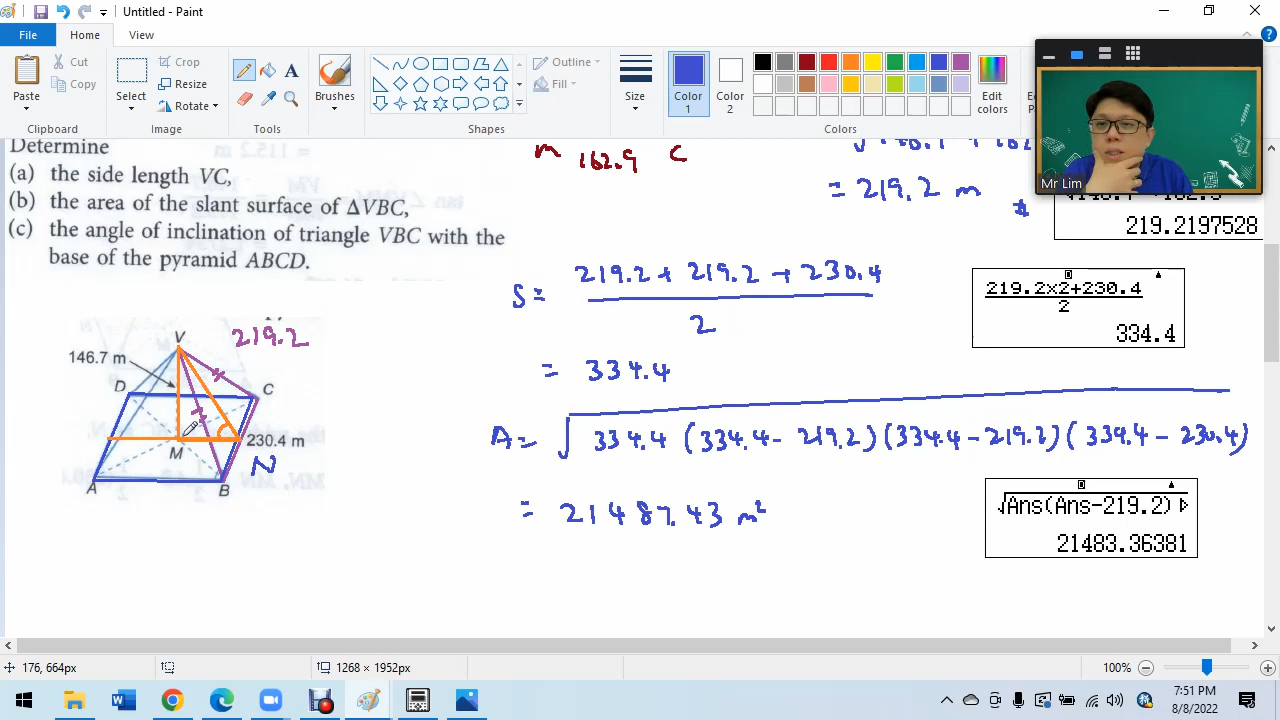 Untitled - Paint
File
Home
View
Paste
Cut
Copy
Clipboard
Select
Crop
Resize
Rotate
Image
Tools
Brushes
Outline
Fill
Shapes
Size
Color 1
Color 2
Edit colors
Colors
Mr Lim
Determine
(a) the side length VC,
(b) the area of the slant surface of ΔVBC,
(c) the angle of inclination of triangle VBC with the
base of the pyramid ABCD.
m 162.9 C
= 219.2 m
219.2197528
S = 219.2 + 219.2 + 230.4
2
219.2×2+230.4
2
334.4
= 334.4
V
219.2
146.7 m
D
C
230.4 m
M
N
A
B
A = √ 334.4 (334.4 - 219.2)(334.4 - 219.2)(334.4 - 230.4)
= 21487.43 m²
√Ans(Ans-219.2)
21483.36381
176, 664px
1268 × 1952px
100%
7:51 PM
8/8/2022